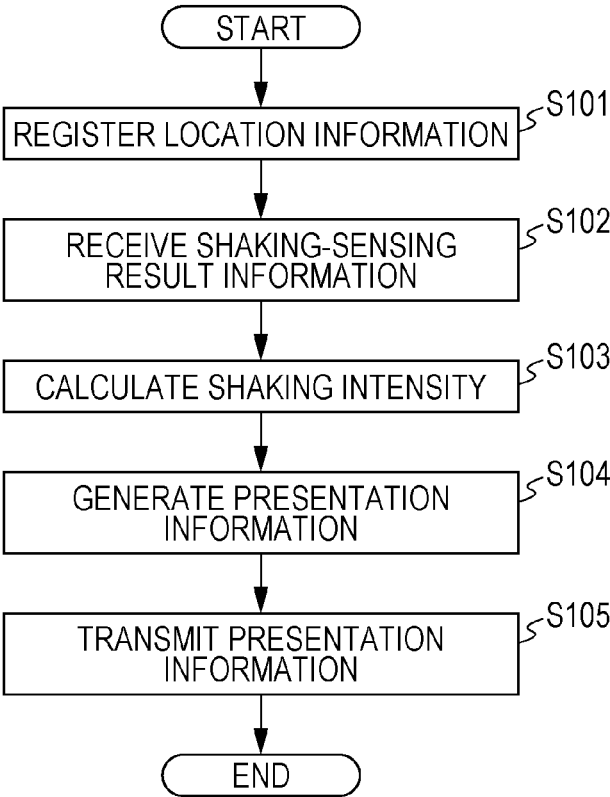 START
S101
REGISTER LOCATION INFORMATION
S102
RECEIVE SHAKING-SENSING
RESULT INFORMATION
S103
CALCULATE SHAKING INTENSITY
S104
GENERATE PRESENTATION
INFORMATION
S105
TRANSMIT PRESENTATION
INFORMATION
END